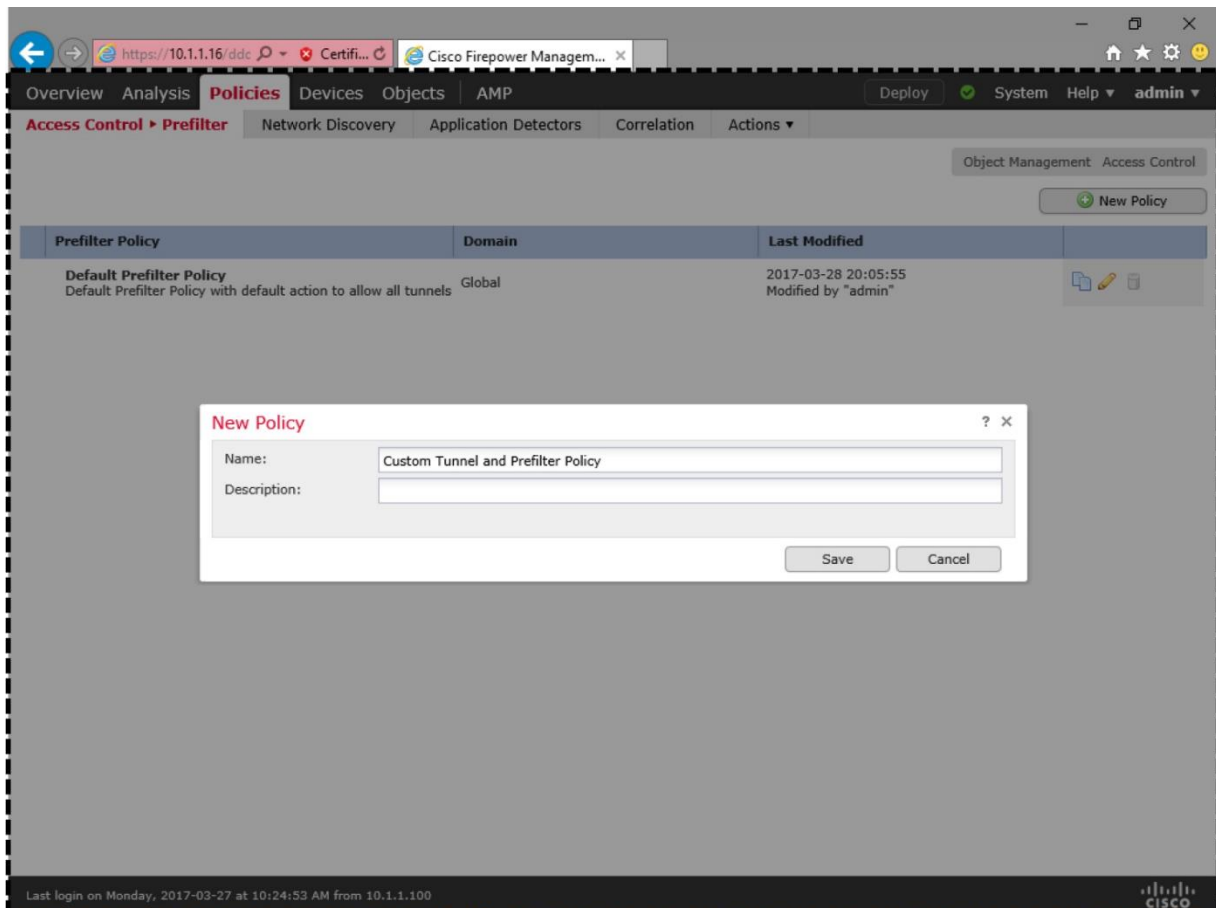 https://10.1.1.16/ddc Certifi... Cisco Firepower Managem...
Overview Analysis Policies Devices Objects AMP Deploy System Help ▾ admin ▾
Access Control ▸ Prefilter Network Discovery Application Detectors Correlation Actions ▾
Object Management Access Control
New Policy
Prefilter Policy Domain Last Modified
Default Prefilter Policy
Default Prefilter Policy with default action to allow all tunnels
Global
2017-03-28 20:05:55
Modified by "admin"
New Policy
Name: Custom Tunnel and Prefilter Policy
Description:
Save Cancel
Last login on Monday, 2017-03-27 at 10:24:53 AM from 10.1.1.100
CISCO